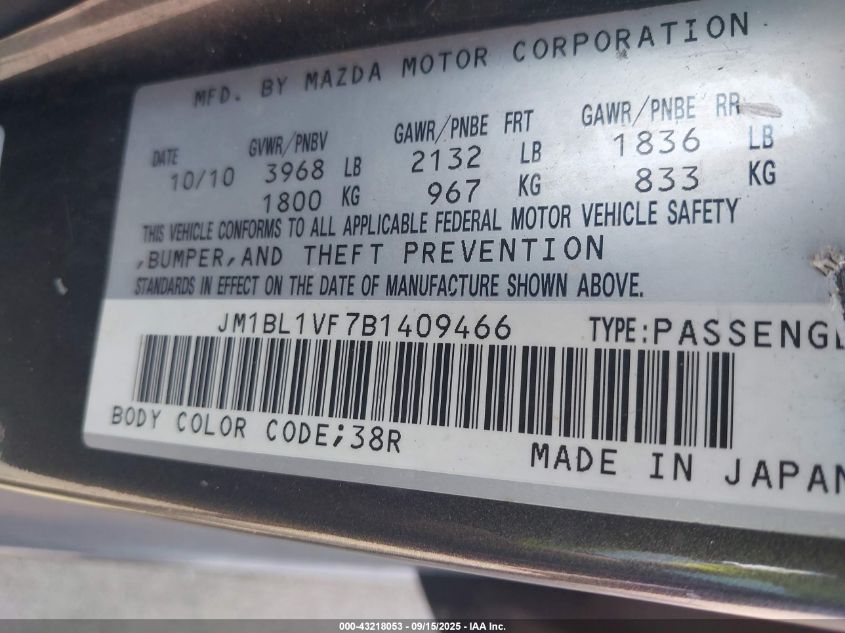 MFD. BY MAZDA MOTOR CORPORATION
DATE GVWR/PNBV GAWR/PNBE FRT GAWR/PNBE RR
10/10 3968 LB 2132 LB 1836 LB
1800 KG 967 KG 833 KG
THIS VEHICLE CONFORMS TO ALL APPLICABLE FEDERAL MOTOR VEHICLE SAFETY
,BUMPER,AND THEFT PREVENTION
STANDARDS IN EFFECT ON THE DATE OF MANUFACTURE SHOWN ABOVE.
JM1BL1VF7B1409466 TYPE:PASSENGE
BODY COLOR CODE;38R
MADE IN JAPAN
000-43218053 - 09/15/2025 - IAA Inc.